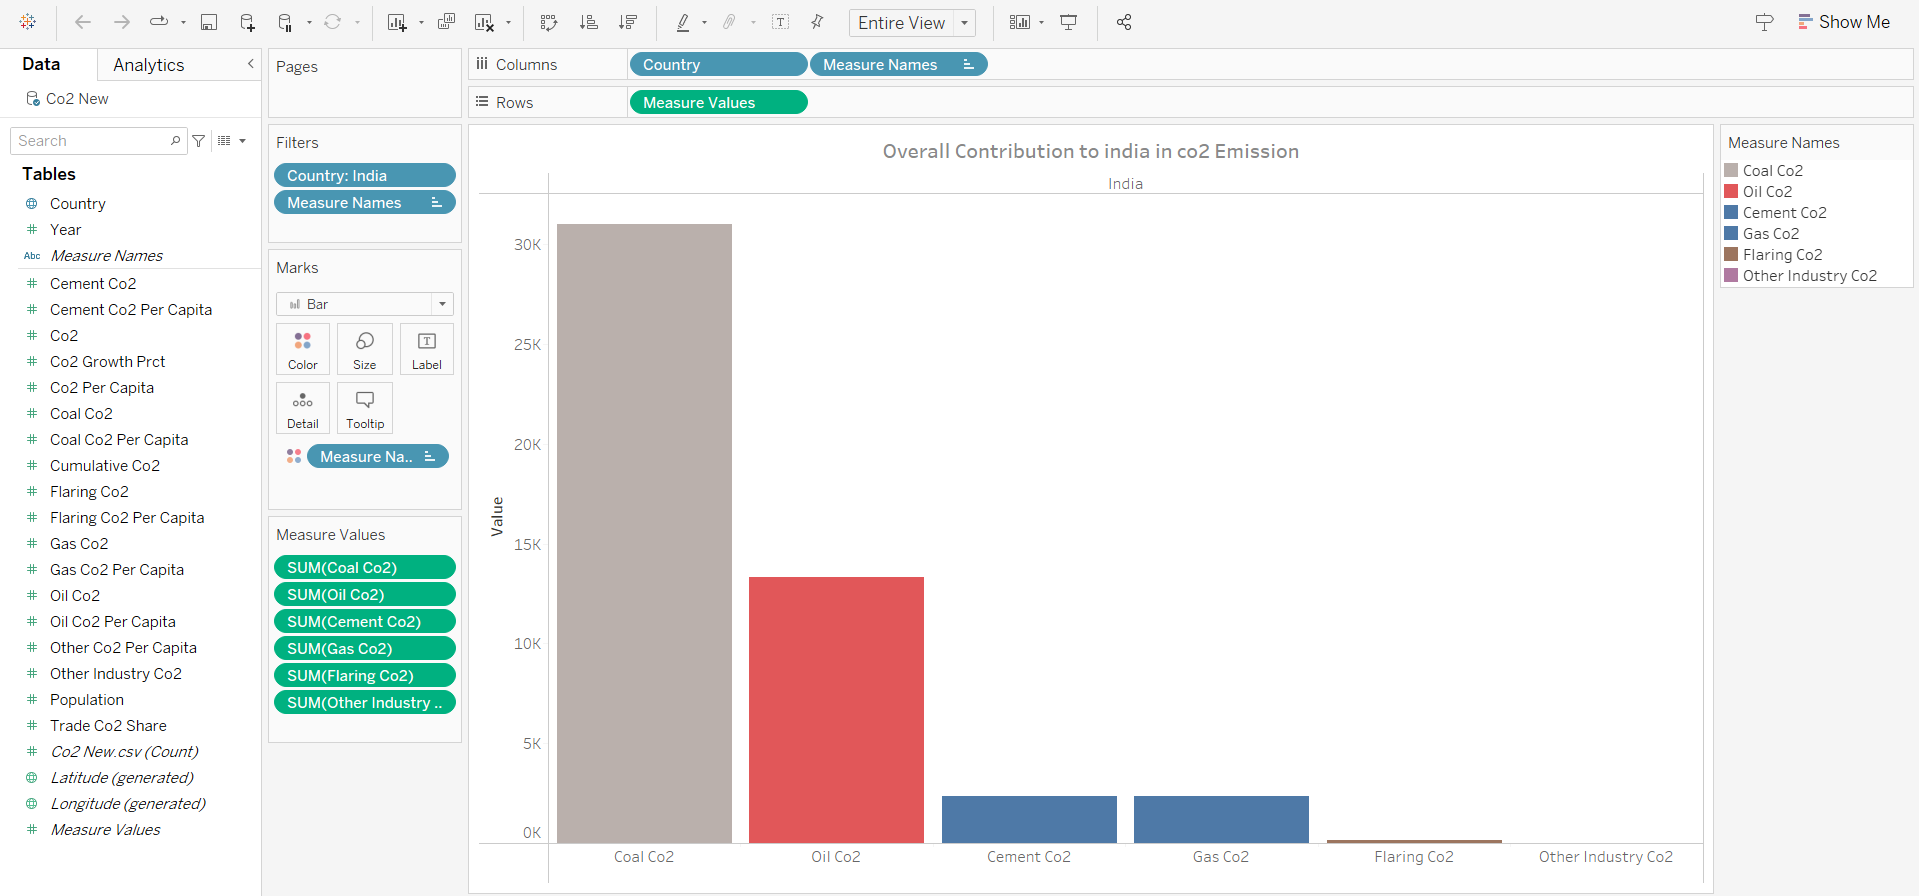 Entire View
Show Me
Data
Analytics
Co2 New
Search
Tables
Country
Year
Abc Measure Names
Cement Co2
Cement Co2 Per Capita
Co2
Co2 Growth Prct
Co2 Per Capita
Coal Co2
Coal Co2 Per Capita
Cumulative Co2
Flaring Co2
Flaring Co2 Per Capita
Gas Co2
Gas Co2 Per Capita
Oil Co2
Oil Co2 Per Capita
Other Co2 Per Capita
Other Industry Co2
Population
Trade Co2 Share
Co2 New.csv (Count)
Latitude (generated)
Longitude (generated)
Measure Values
Pages
Filters
Country: India
Measure Names
Marks
Bar
Color
Size
T
Label
Detail
Tooltip
Measure Na..
Measure Values
SUM(Coal Co2)
SUM(Oil Co2)
SUM(Cement Co2)
SUM(Gas Co2)
SUM(Flaring Co2)
SUM(Other Industry ..
Columns
Country
Measure Names
Rows
Measure Values
Overall Contribution to india in co2 Emission
India
Value
30K
25K
20K
15K
10K
5K
0K
Coal Co2
Oil Co2
Cement Co2
Gas Co2
Flaring Co2
Other Industry Co2
Measure Names
Coal Co2
Oil Co2
Cement Co2
Gas Co2
Flaring Co2
Other Industry Co2